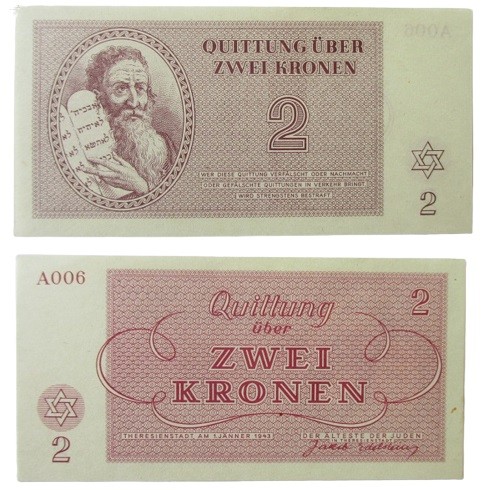 QUITTUNG ÜBER
ZWEI KRONEN
2
WER DIESE QUITTUNG VERFÄLSCHT ODER NACHMACHT
ODER GEFÄLSCHTE QUITTUNGEN IN VERKEHR BRINGT,
WIRD STRENGSTENS BESTRAFT
2
A006
Quittung
über
ZWEI
KRONEN
2
2
THERESIENSTADT, AM 1. JÄNNER 1943
DER ÄLTESTE DER JUDEN